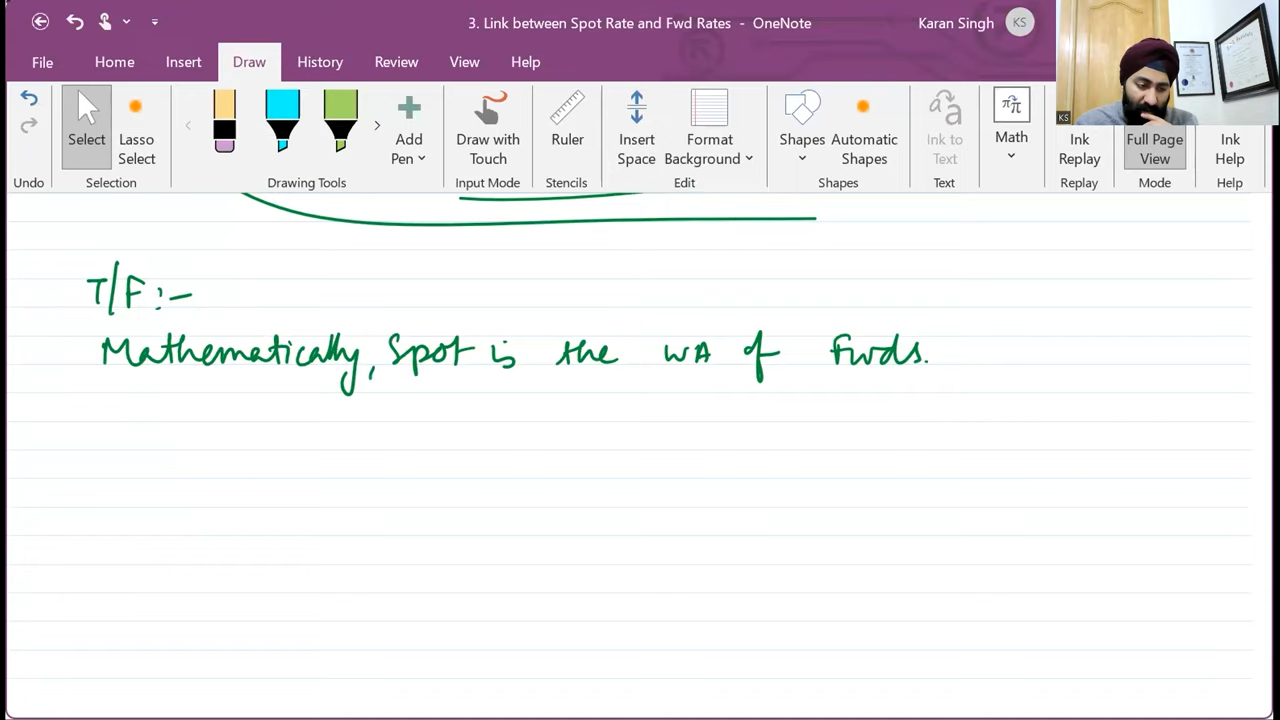 3. Link between Spot Rate and Fwd Rates - OneNote
Karan Singh KS
File Home Insert Draw History Review View Help
Select
Lasso Select
Add Pen
Draw with Touch
Ruler
Insert Space
Format Background
Shapes
Automatic Shapes
Ink to Text
Math
Ink Replay
Full Page View
Ink Help
Undo Selection Drawing Tools Input Mode Stencils Edit Shapes Text Replay Mode Help
KS
T/F :-
Mathematically, Spot is the WA of Fwds.